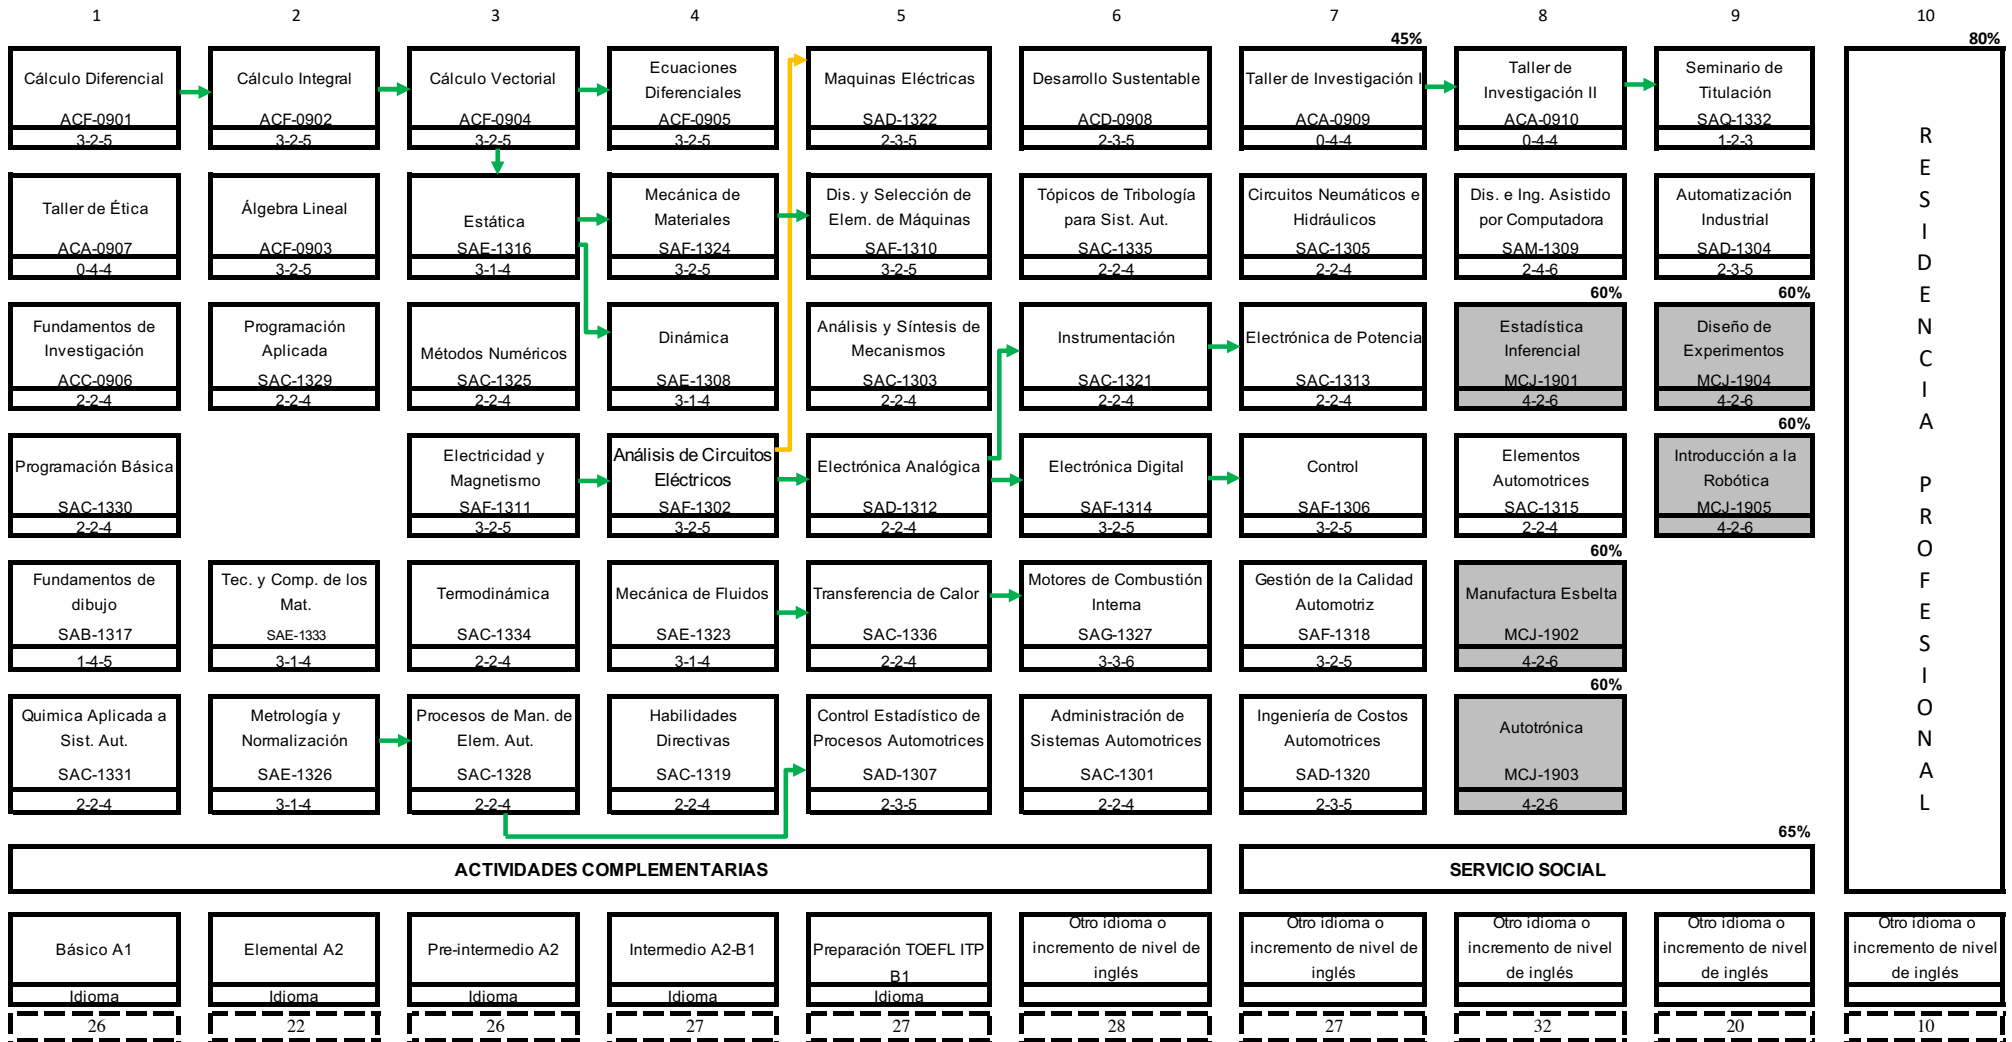 1 2 3 4 5 6 7 8 9 10
45% 80%
Cálculo Diferencial
ACF-0901
3-2-5
Cálculo Integral
ACF-0902
3-2-5
Cálculo Vectorial
ACF-0904
3-2-5
Ecuaciones
Diferenciales
ACF-0905
3-2-5
Maquinas Eléctricas
SAD-1322
2-3-5
Desarrollo Sustentable
ACD-0908
2-3-5
Taller de Investigación I
ACA-0909
0-4-4
Taller de
Investigación II
ACA-0910
0-4-4
Seminario de
Titulación
SAQ-1332
1-2-3
RESIDENCIA PROFESIONAL
Taller de Ética
ACA-0907
0-4-4
Álgebra Lineal
ACF-0903
3-2-5
Estática
SAE-1316
3-1-4
Mecánica de
Materiales
SAF-1324
3-2-5
Dis. y Selección de
Elem. de Máquinas
SAF-1310
3-2-5
Tópicos de Tribología
para Sist. Aut.
SAC-1335
2-2-4
Circuitos Neumáticos e
Hidráulicos
SAC-1305
2-2-4
Dis. e Ing. Asistido
por Computadora
SAM-1309
2-4-6
Automatización
Industrial
SAD-1304
2-3-5
60% 60%
Fundamentos de
Investigación
ACC-0906
2-2-4
Programación
Aplicada
SAC-1329
2-2-4
Métodos Numéricos
SAC-1325
2-2-4
Dinámica
SAE-1308
3-1-4
Análisis y Síntesis de
Mecanismos
SAC-1303
2-2-4
Instrumentación
SAC-1321
2-2-4
Electrónica de Potencia
SAC-1313
2-2-4
Estadística
Inferencial
MCJ-1901
4-2-6
Diseño de
Experimentos
MCJ-1904
4-2-6
60%
Programación Básica
SAC-1330
2-2-4
Electricidad y
Magnetismo
SAF-1311
3-2-5
Análisis de Circuitos
Eléctricos
SAF-1302
3-2-5
Electrónica Analógica
SAD-1312
2-2-4
Electrónica Digital
SAF-1314
3-2-5
Control
SAF-1306
3-2-5
Elementos
Automotrices
SAC-1315
2-2-4
Introducción a la
Robótica
MCJ-1905
4-2-6
60%
Fundamentos de
dibujo
SAB-1317
1-4-5
Tec. y Comp. de los
Mat.
SAE-1333
3-1-4
Termodinámica
SAC-1334
2-2-4
Mecánica de Fluidos
SAE-1323
3-1-4
Transferencia de Calor
SAC-1336
2-2-4
Motores de Combustión
Interna
SAG-1327
3-3-6
Gestión de la Calidad
Automotriz
SAF-1318
3-2-5
Manufactura Esbelta
MCJ-1902
4-2-6
60%
Quimica Aplicada a
Sist. Aut.
SAC-1331
2-2-4
Metrología y
Normalización
SAE-1326
3-1-4
Procesos de Man. de
Elem. Aut.
SAC-1328
2-2-4
Habilidades
Directivas
SAC-1319
2-2-4
Control Estadístico de
Procesos Automotrices
SAD-1307
2-3-5
Administración de
Sistemas Automotrices
SAC-1301
2-2-4
Ingeniería de Costos
Automotrices
SAD-1320
2-3-5
Autotrónica
MCJ-1903
4-2-6
65%
ACTIVIDADES COMPLEMENTARIAS
SERVICIO SOCIAL
Básico A1
Idioma
Elemental A2
Idioma
Pre-intermedio A2
Idioma
Intermedio A2-B1
Idioma
Preparación TOEFL ITP
B1
Idioma
Otro idioma o
incremento de nivel de
inglés
Otro idioma o
incremento de nivel de
inglés
Otro idioma o
incremento de nivel
de inglés
Otro idioma o
incremento de nivel
de inglés
Otro idioma o
incremento de nivel
de inglés
26 22 26 27 27 28 27 32 20 10